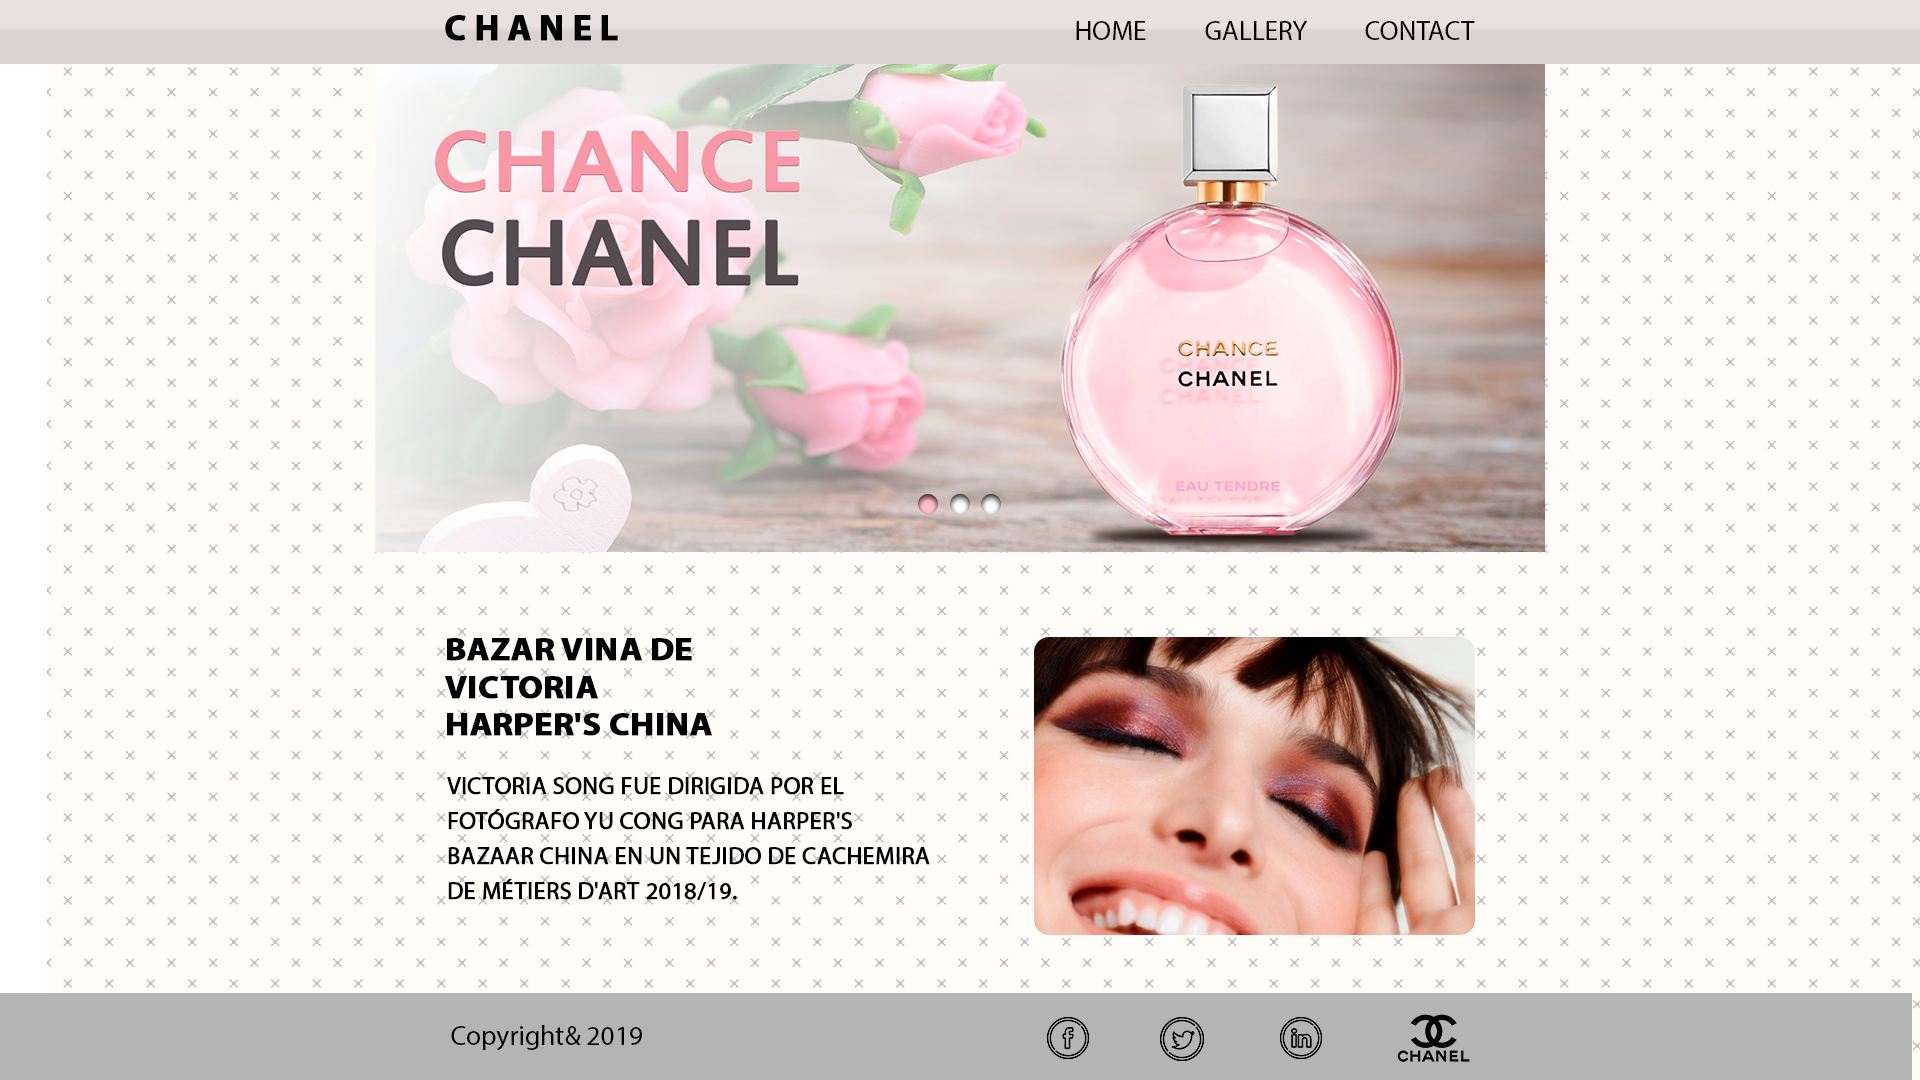 CHANEL
HOME GALLERY CONTACT
CHANCE
CHANEL
CHANCE
CHANEL
EAU TENDRE
BAZAR VINA DE
VICTORIA
HARPER'S CHINA
VICTORIA SONG FUE DIRIGIDA POR EL
FOTÓGRAFO YU CONG PARA HARPER'S
BAZAAR CHINA EN UN TEJIDO DE CACHEMIRA
DE MÉTIERS D'ART 2018/19.
Copyright& 2019
f
in
CHANEL